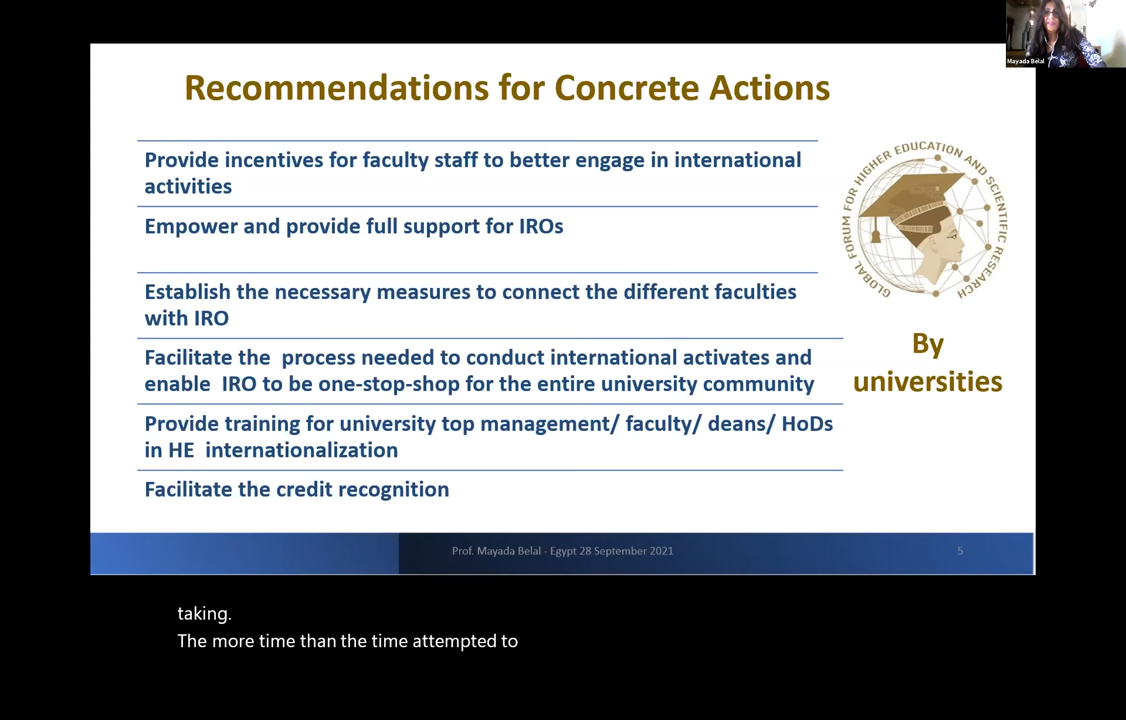 Mayada Belal
Recommendations for Concrete Actions
Provide incentives for faculty staff to better engage in international
activities
Empower and provide full support for IROs
Establish the necessary measures to connect the different faculties
with IRO
Facilitate the  process needed to conduct international activates and
enable  IRO to be one-stop-shop for the entire university community
Provide training for university top management/ faculty/ deans/ HoDs
in HE  internationalization
Facilitate the credit recognition
GLOBAL FORUM FOR HIGHER EDUCATION AND SCIENTIFIC RESEARCH
By
universities
Prof. Mayada Belal - Egypt 28 September 2021
5
taking.
The more time than the time attempted to